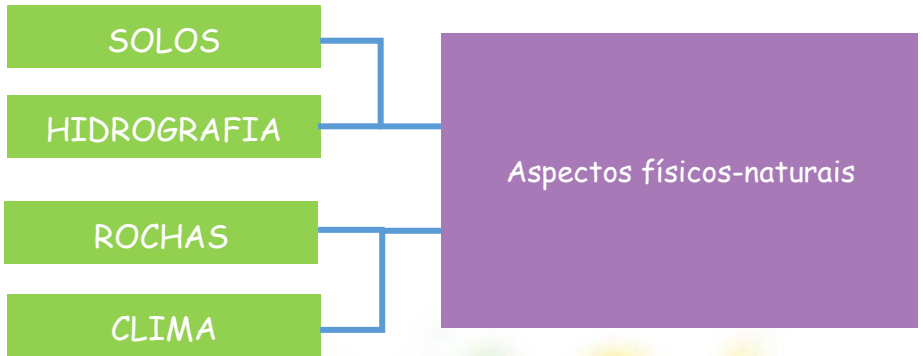 SOLOS
HIDROGRAFIA
ROCHAS
CLIMA
Aspectos físicos-naturais